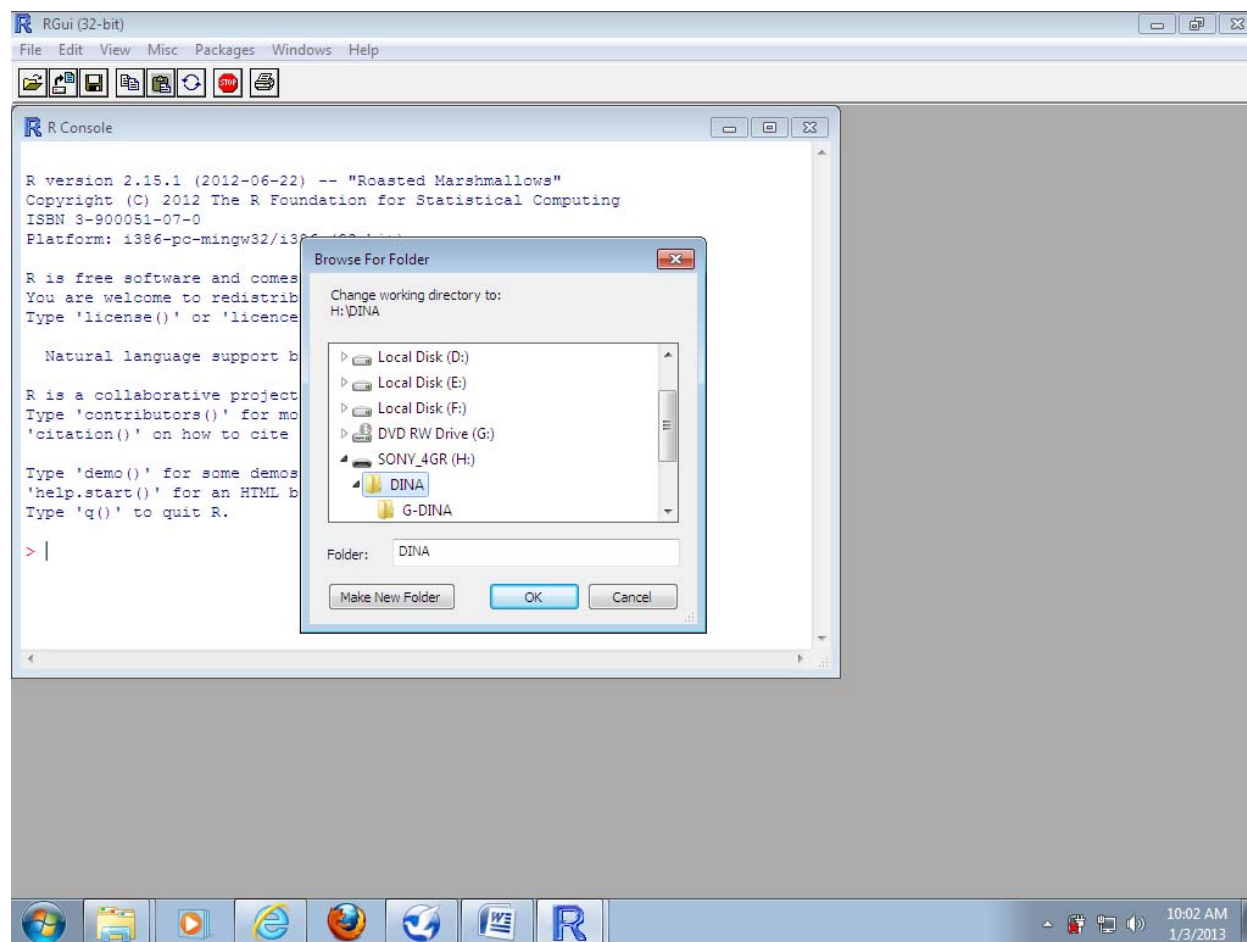 RGui (32-bit)
File Edit View Misc Packages Windows Help
STOP
R Console
R version 2.15.1 (2012-06-22) -- "Roasted Marshmallows"
Copyright (C) 2012 The R Foundation for Statistical Computing
ISBN 3-900051-07-0
Platform: i386-pc-mingw32/i386 (32-bit)
R is free software and comes
You are welcome to redistrib
Type 'license()' or 'licence
Natural language support b
R is a collaborative project
Type 'contributors()' for mo
'citation()' on how to cite
Type 'demo()' for some demos
'help.start()' for an HTML b
Type 'q()' to quit R.
>
Browse For Folder
Change working directory to:
H:\DINA
Local Disk (D:)
Local Disk (E:)
Local Disk (F:)
DVD RW Drive (G:)
SONY_4GR (H:)
DINA
G-DINA
Folder: DINA
Make New Folder OK Cancel
10:02 AM
1/3/2013